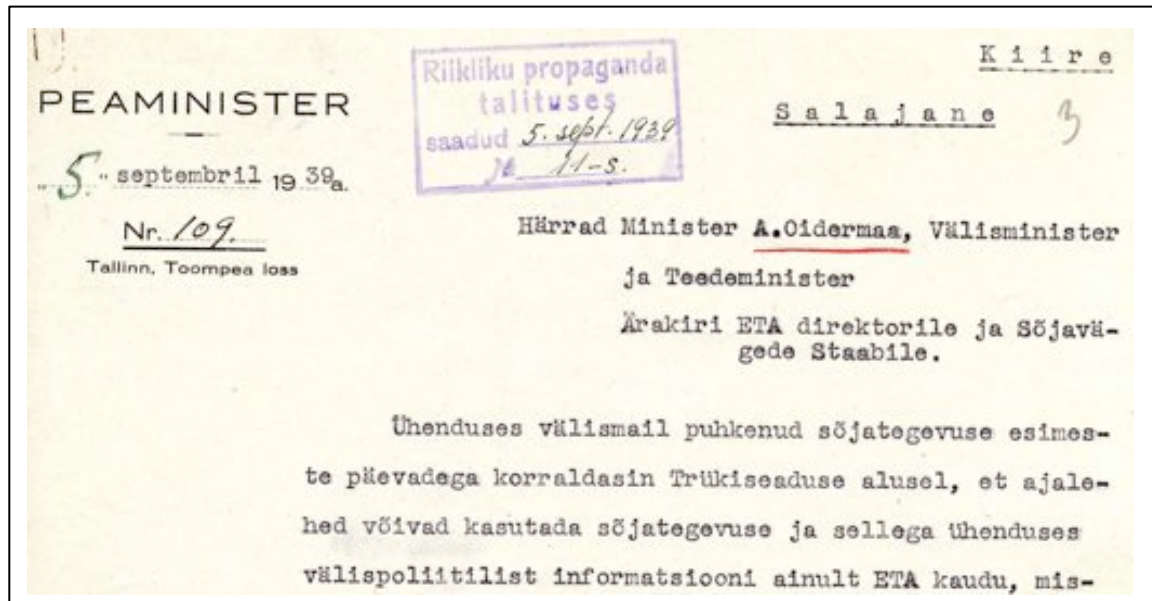 Kiire
Salajane 3
PEAMINISTER
"5." septembril 1939a.
Nr. 109.
Tallinn, Toompea loss
Riikliku propaganda
talituses
saadud 5. sept. 1939
№ 11-s.
Härrad Minister A.Oidermaa, Välisminister
ja Teedeminister
Ärakiri ETA direktorile ja Sõjavä-
gede Staabile.
Ühenduses välismail puhkenud sõjategevuse esimes-
te päevadega korraldasin Trükiseaduse alusel, et ajale-
hed võivad kasutada sõjategevuse ja sellega ühenduses
välispoliitilist informatsiooni ainult ETA kaudu, mis-